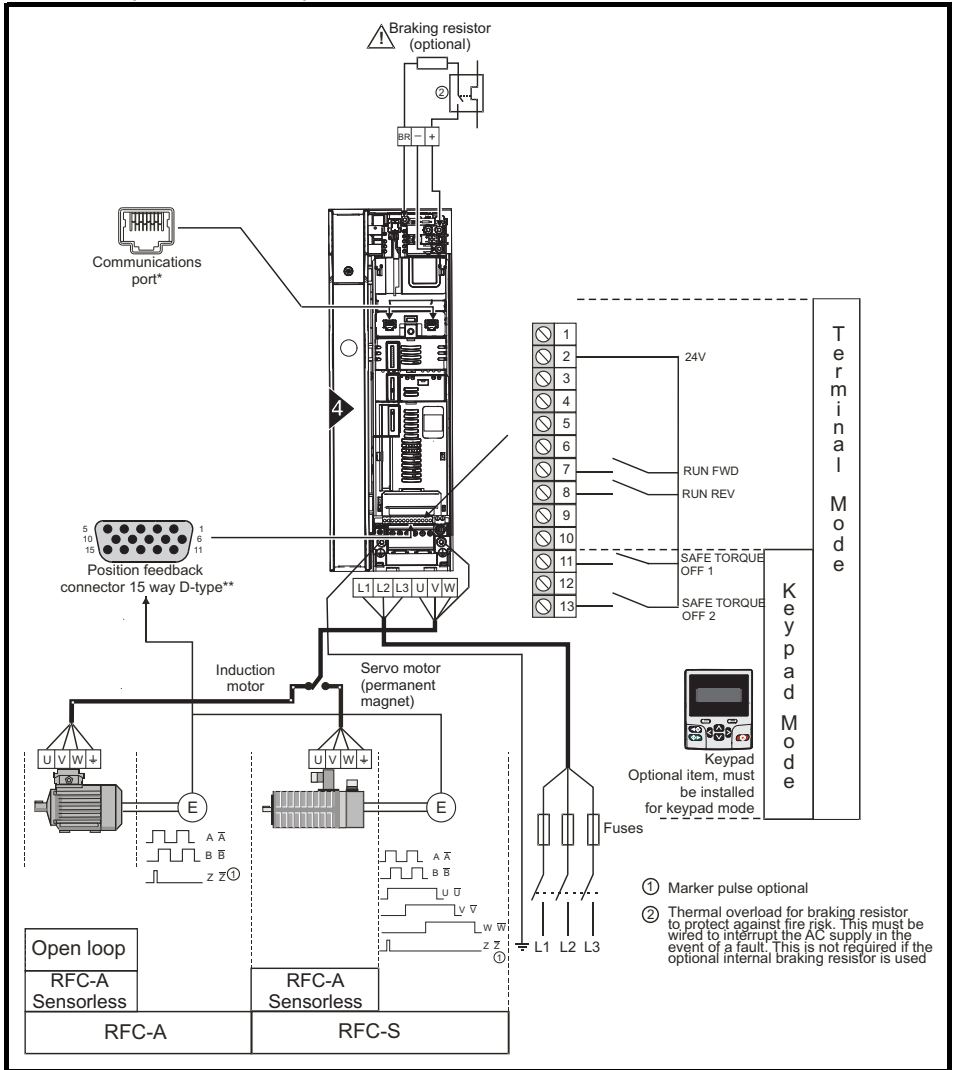 Braking resistor
(optional)
2
BR - +
Communications
port*
4
1
2
3
4
5
6
7
8
9
10
11
12
13
24V
RUN FWD
RUN REV
SAFE TORQUE
OFF 1
SAFE TORQUE
OFF 2
Terminal Mode
Keypad Mode
5
10
15
1
6
11
Position feedback
connector 15 way D-type**
L1 L2 L3 U V W
Induction
motor
Servo motor
(permanent
magnet)
U V W
U V W
E
E
A A̅
B B̅
Z Z̅ ①
A A̅
B B̅
U U̅
V V̅
W W̅
Z Z̅
①
Keypad
Optional item, must
be installed
for keypad mode
Fuses
L1 L2 L3
① Marker pulse optional
② Thermal overload for braking resistor
to protect against fire risk. This must be
wired to interrupt the AC supply in the
event of a fault. This is not required if the
optional internal braking resistor is used
Open loop
RFC-A
Sensorless
RFC-A
Sensorless
RFC-A
RFC-S